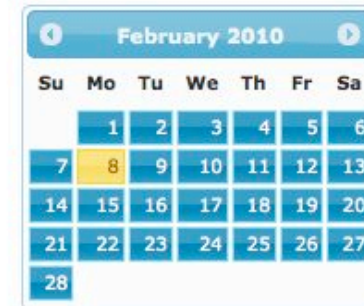 February 2010
Su Mo Tu We Th Fr Sa
1 2 3 4 5 6
7 8 9 10 11 12 13
14 15 16 17 18 19 20
21 22 23 24 25 26 27
28